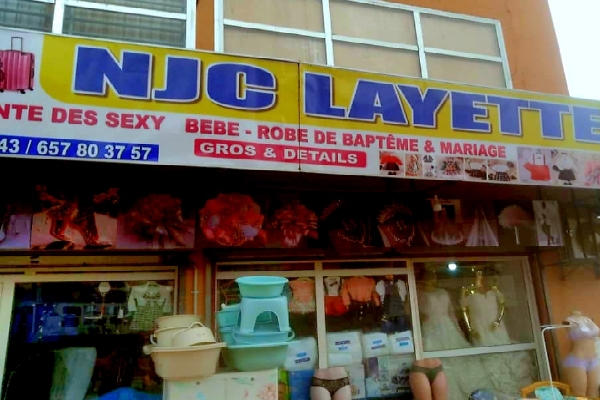 NJC LAYETTE
NTE DES SEXY BEBE - ROBE DE BAPTÊME & MARIAGE
43 / 657 80 37 57
GROS & DETAILS